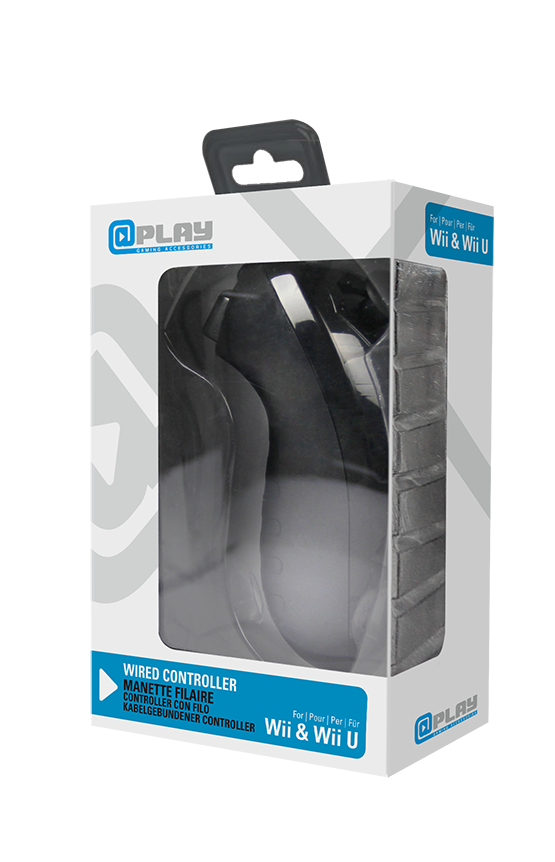 @PLAY
GAMING ACCESSORIES
For | Pour | Per | Für
Wii & Wii U
WIRED CONTROLLER
MANETTE FILAIRE
CONTROLLER CON FILO
KABELGEBUNDENER CONTROLLER
For | Pour | Per | Für
Wii & Wii U
@PLAY
GAMING ACCESSORIES